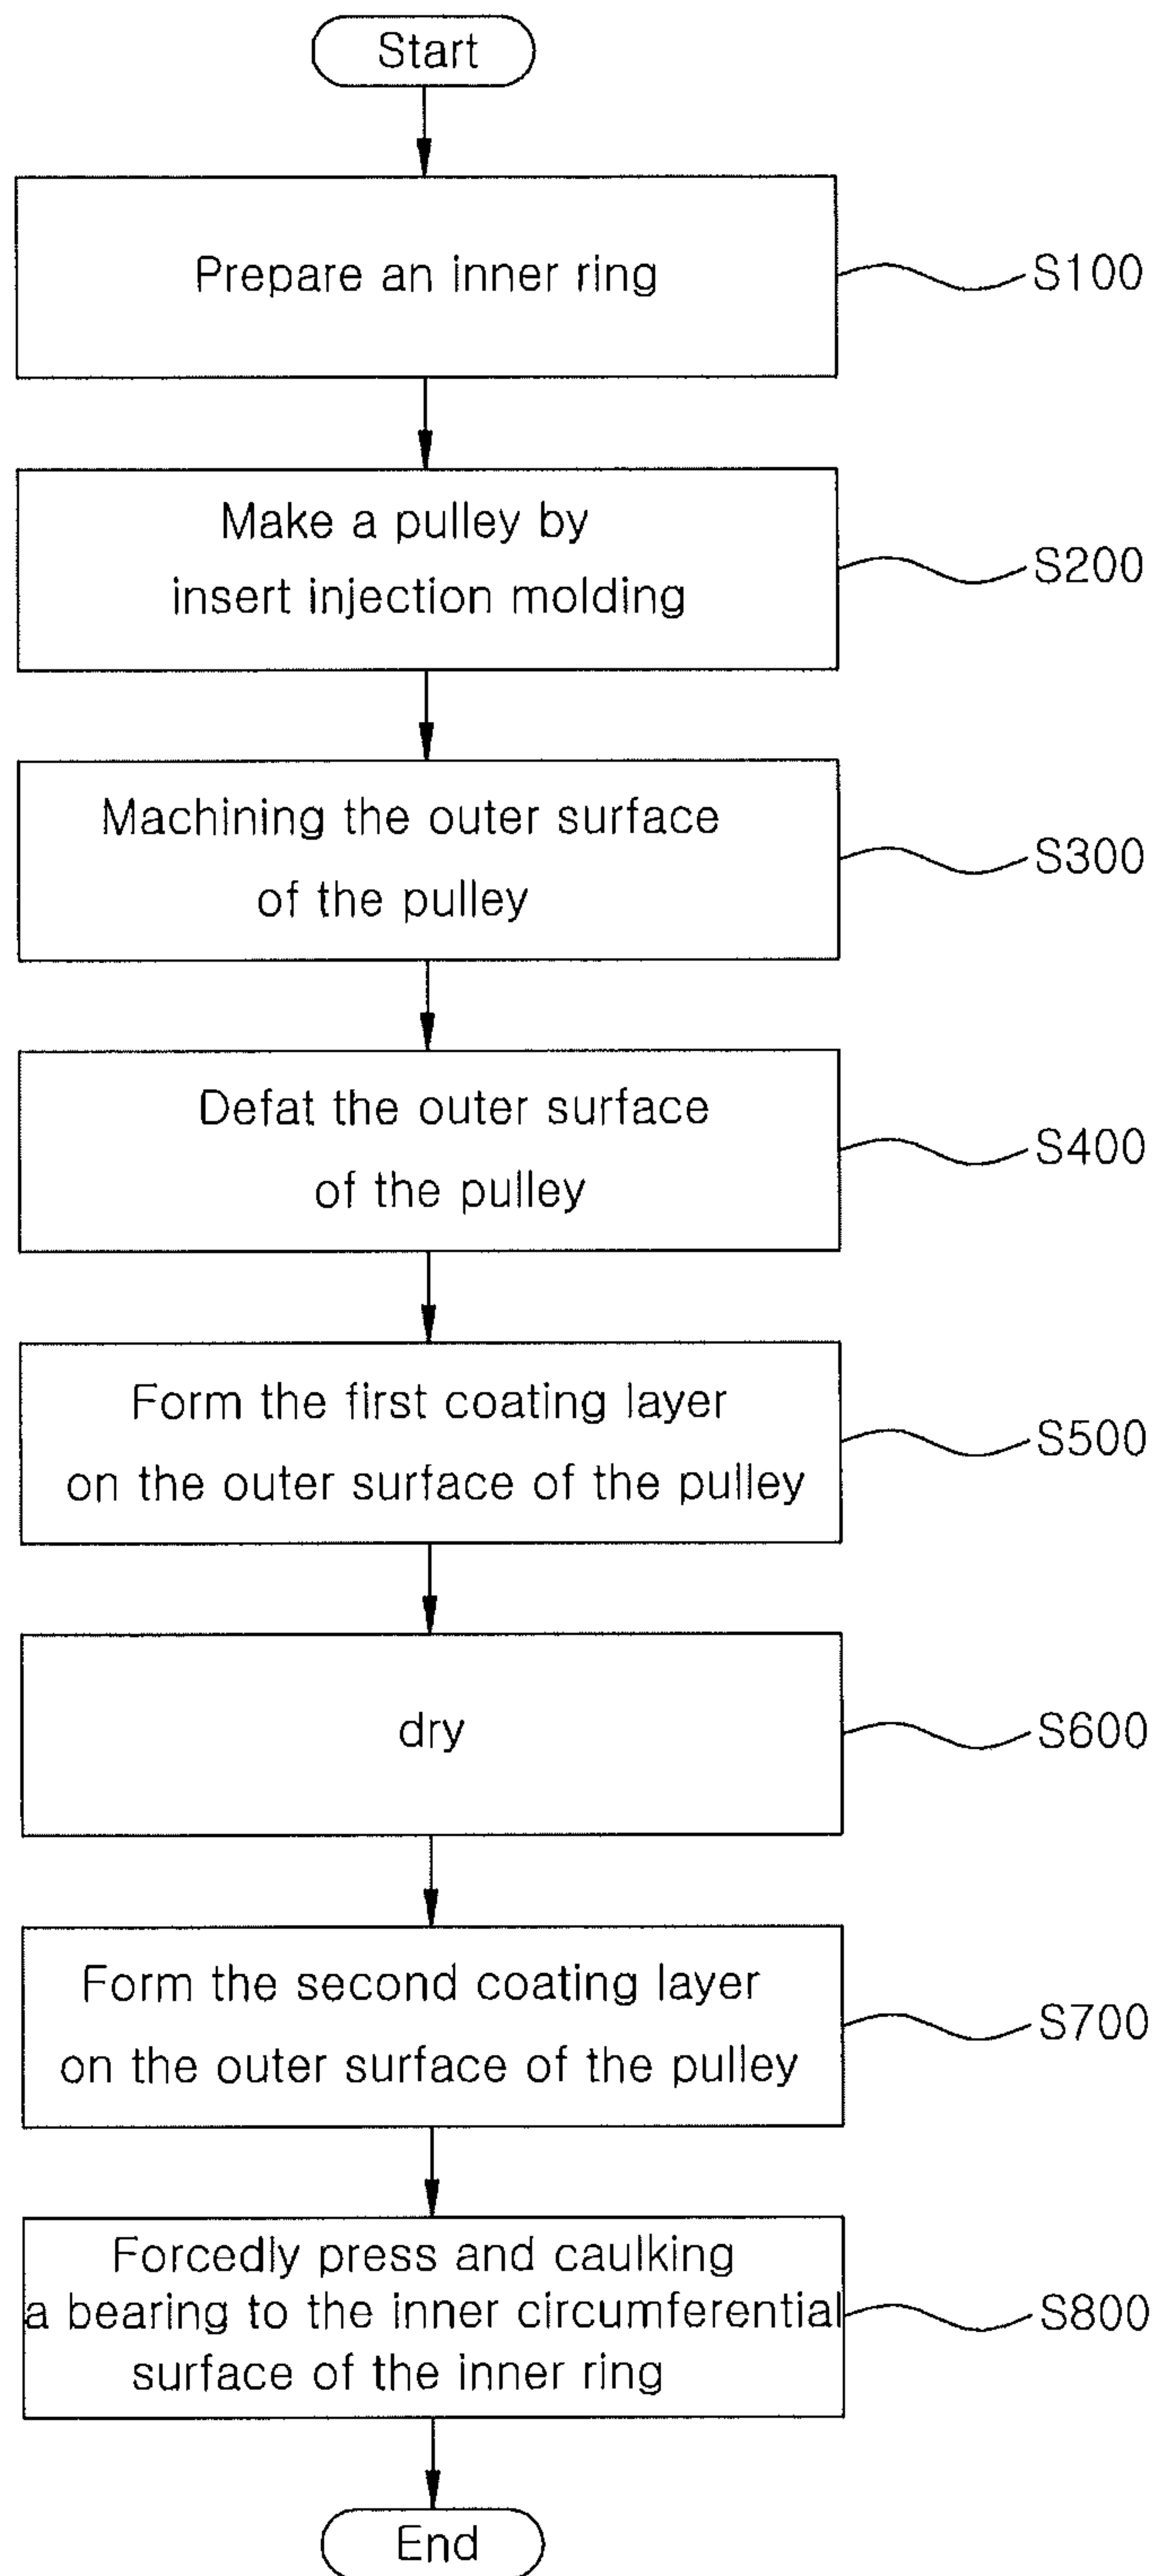 Start
Prepare an inner ring
S100
Make a pulley by
insert injection molding
S200
Machining the outer surface
of the pulley
S300
Defat the outer surface
of the pulley
S400
Form the first coating layer
on the outer surface of the pulley
S500
dry
S600
Form the second coating layer
on the outer surface of the pulley
S700
Forcedly press and caulking
a bearing to the inner circumferential
surface of the inner ring
S800
End